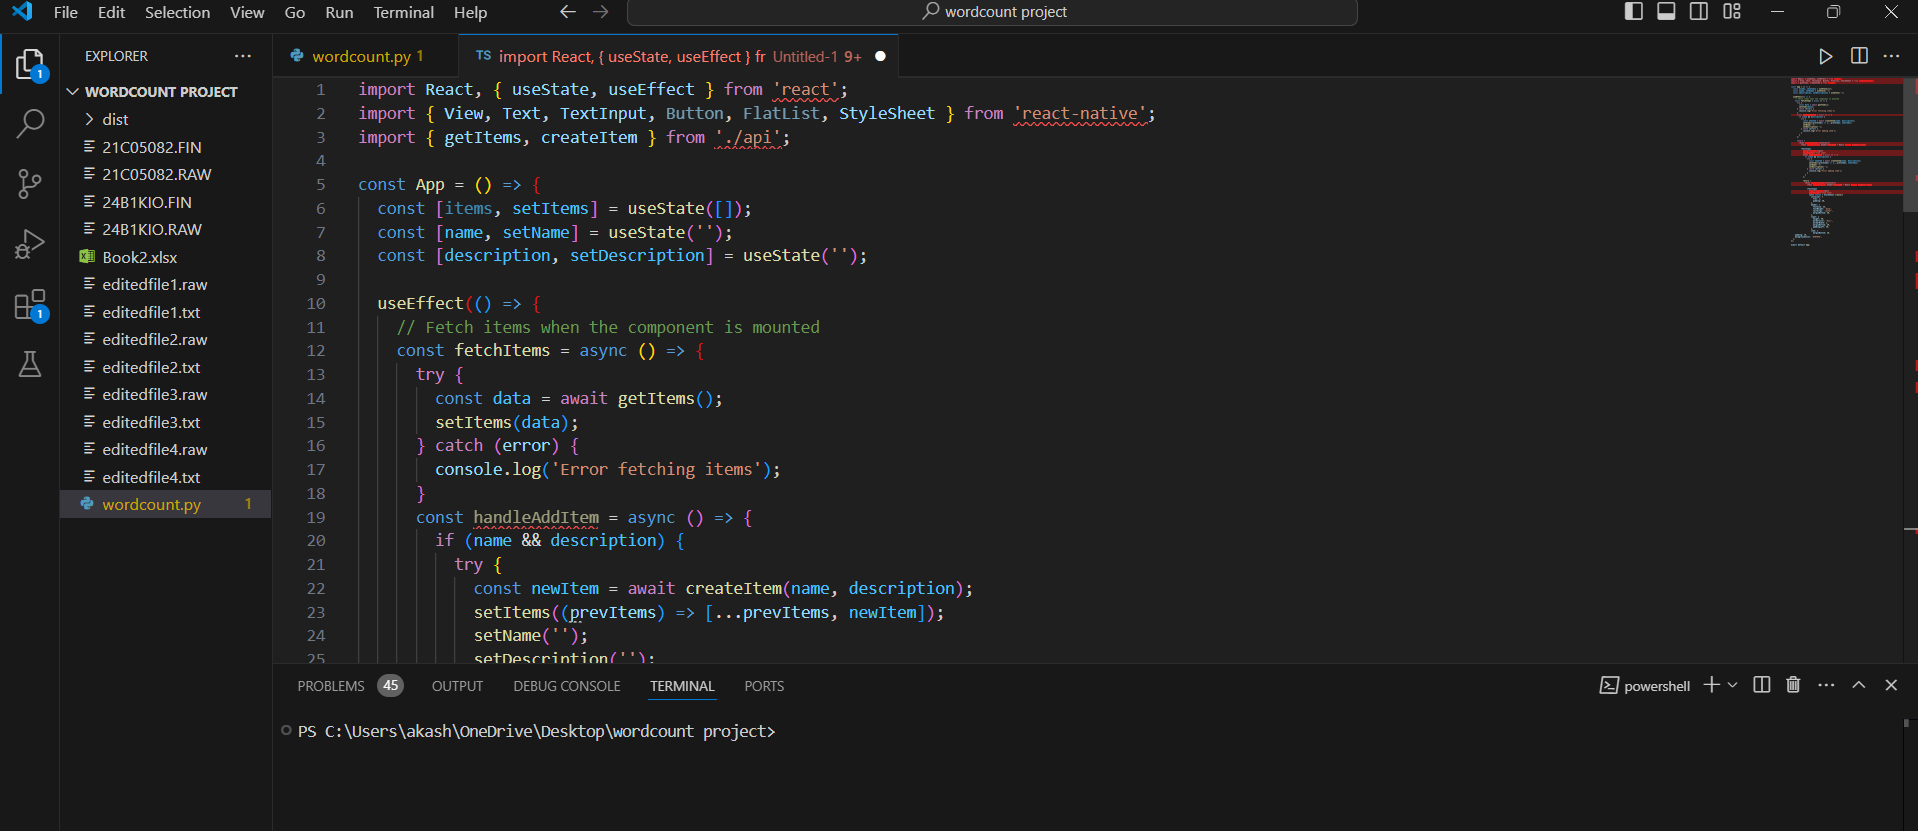 File Edit Selection View Go Run Terminal Help
wordcount project
EXPLORER
WORDCOUNT PROJECT
dist
21C05082.FIN
21C05082.RAW
24B1KIO.FIN
24B1KIO.RAW
Book2.xlsx
editedfile1.raw
editedfile1.txt
editedfile2.raw
editedfile2.txt
editedfile3.raw
editedfile3.txt
editedfile4.raw
editedfile4.txt
wordcount.py 1
1
1
wordcount.py 1
TS import React, { useState, useEffect } fr Untitled-1 9+
1 import React, { useState, useEffect } from 'react';
2 import { View, Text, TextInput, Button, FlatList, StyleSheet } from 'react-native';
3 import { getItems, createItem } from './api';
4
5 const App = () => {
6 const [items, setItems] = useState([]);
7 const [name, setName] = useState('');
8 const [description, setDescription] = useState('');
9
10 useEffect(() => {
11 // Fetch items when the component is mounted
12 const fetchItems = async () => {
13 try {
14 const data = await getItems();
15 setItems(data);
16 } catch (error) {
17 console.log('Error fetching items');
18 }
19 const handleAddItem = async () => {
20 if (name && description) {
21 try {
22 const newItem = await createItem(name, description);
23 setItems((prevItems) => [...prevItems, newItem]);
24 setName('');
25 setDescription('');
PROBLEMS 45 OUTPUT DEBUG CONSOLE TERMINAL PORTS
powershell
PS C:\Users\akash\OneDrive\Desktop\wordcount project>